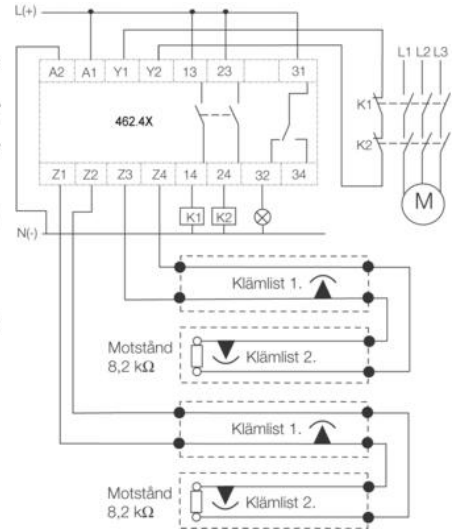 L(+)
A2 A1 Y1 Y2 13 23 31
L1 L2 L3
K1
462.4X
K2
Z1 Z2 Z3 Z4 14 24 32 34
M
K1 K2
N(-)
Klämlist 1.
Motstånd
8,2 kΩ
Klämlist 2.
Klämlist 1.
Motstånd
8,2 kΩ
Klämlist 2.